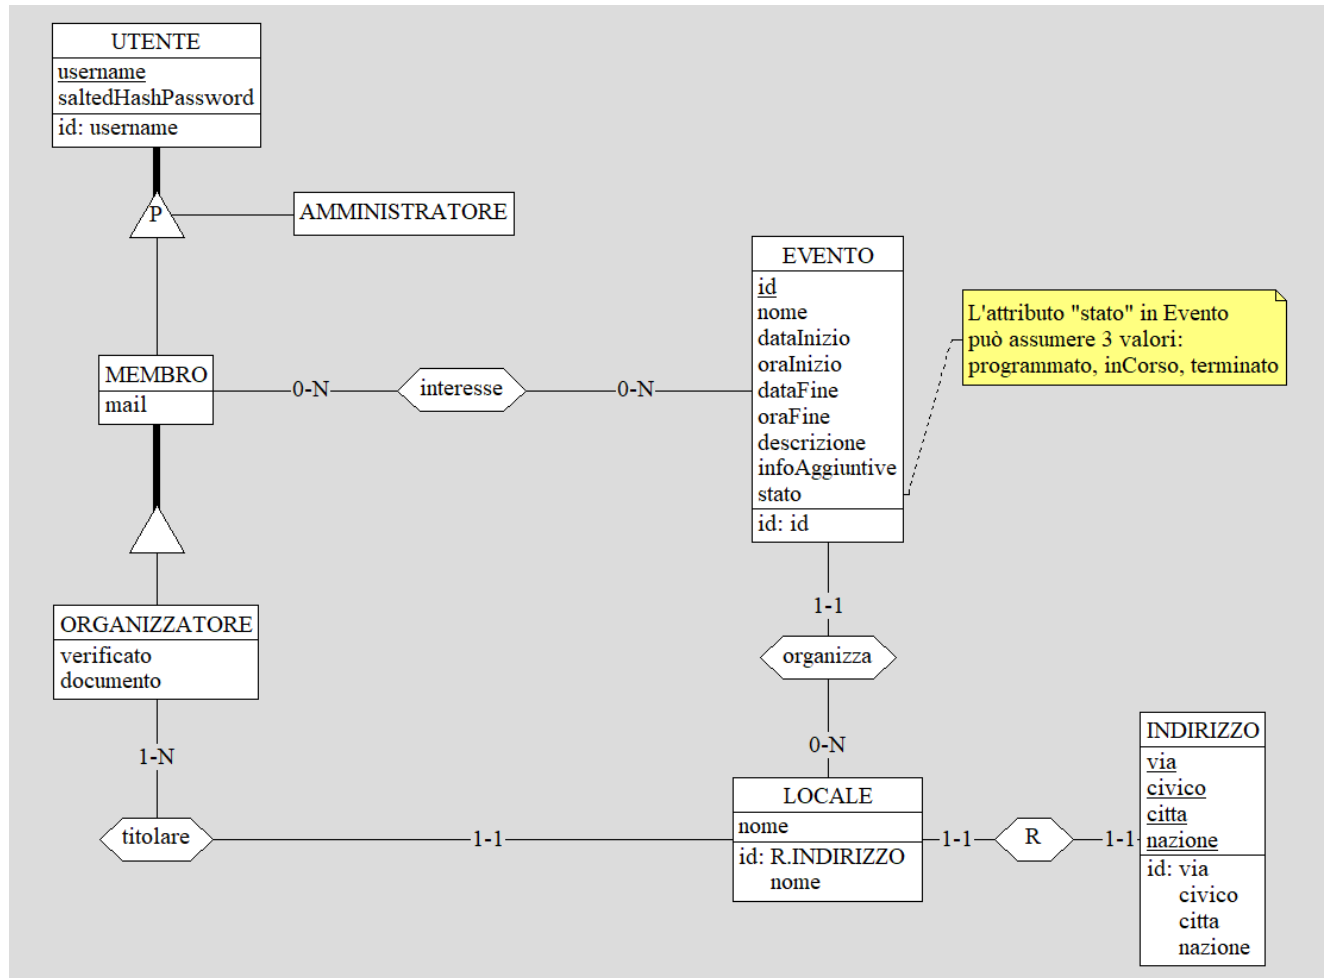 UTENTE
username
saltedHashPassword
id: username
P
AMMINISTRATORE
MEMBRO
mail
0-N
interesse
0-N
EVENTO
id
nome
dataInizio
oraInizio
dataFine
oraFine
descrizione
infoAggiuntive
stato
id: id
L'attributo "stato" in Evento
può assumere 3 valori:
programmato, inCorso, terminato
ORGANIZZATORE
verificato
documento
1-N
titolare
1-1
1-1
organizza
0-N
LOCALE
nome
id: R.INDIRIZZO
nome
1-1
R
1-1
INDIRIZZO
via
civico
citta
nazione
id: via
civico
citta
nazione